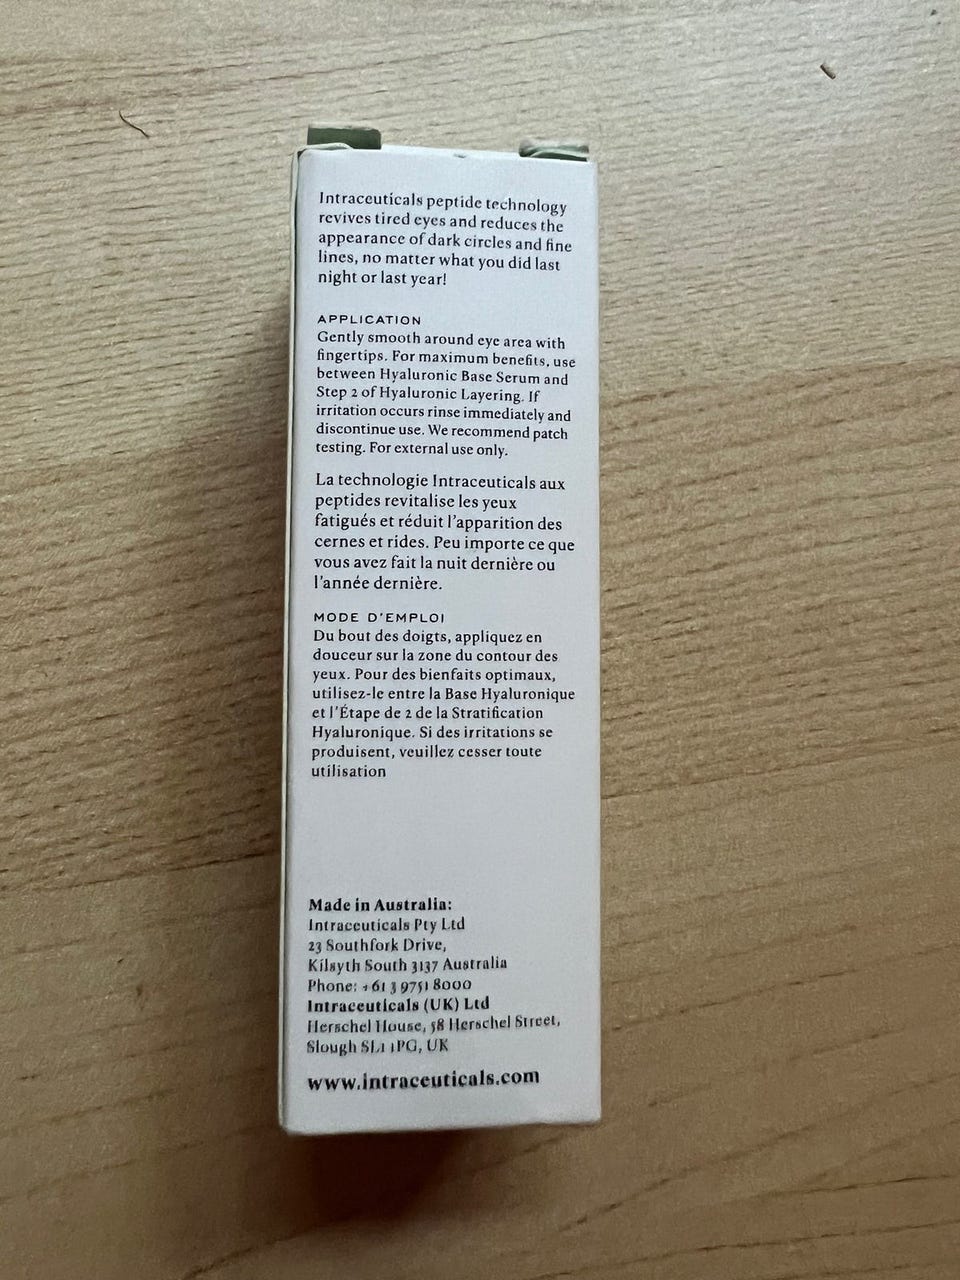 Intraceuticals peptide technology
revives tired eyes and reduces the
appearance of dark circles and fine
lines, no matter what you did last
night or last year!
APPLICATION
Gently smooth around eye area with
fingertips. For maximum benefits, use
between Hyaluronic Base Serum and
Step 2 of Hyaluronic Layering. If
irritation occurs rinse immediately and
discontinue use. We recommend patch
testing. For external use only.
La technologie Intraceuticals aux
peptides revitalise les yeux
fatigués et réduit l'apparition des
cernes et rides. Peu importe ce que
vous avez fait la nuit dernière ou
l'année dernière.
MODE D'EMPLOI
Du bout des doigts, appliquez en
douceur sur la zone du contour des
yeux. Pour des bienfaits optimaux,
utilisez-le entre la Base Hyaluronique
et l'Étape de 2 de la Stratification
Hyaluronique. Si des irritations se
produisent, veuillez cesser toute
utilisation
Made in Australia:
Intraceuticals Pty Ltd
23 Southfork Drive,
Kilsyth South 3137 Australia
Phone: +61 3 9751 8000
Intraceuticals (UK) Ltd
Herschel House, 58 Herschel Street,
Slough SL1 1PG, UK
www.intraceuticals.com